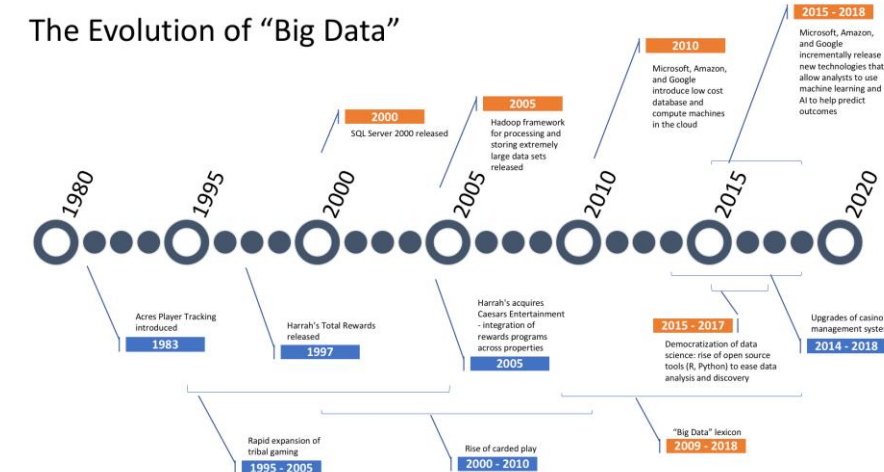 The Evolution of “Big Data”
2015 - 2018
Microsoft, Amazon,
and Google
incrementally release
new technologies that
allow analysts to use
machine learning and
AI to help predict
outcomes
2010
Microsoft, Amazon,
and Google
introduce low cost
database and
compute machines
in the cloud
2005
Hadoop framework
for processing and
storing extremely
large data sets
released
2000
SQL Server 2000 released
1980
1995
2000
2005
2010
2015
2020
Acres Player Tracking
introduced
1983
Harrah's Total Rewards
released
1997
Harrah's acquires
Caesars Entertainment
- integration of
rewards programs
across properties
2005
2015 - 2017
Democratization of data
science: rise of open source
tools (R, Python) to ease data
analysis and discovery
Upgrades of casino
management syste
2014 - 2018
Rapid expansion of
tribal gaming
1995 - 2005
Rise of carded play
2000 - 2010
“Big Data” lexicon
2009 - 2018